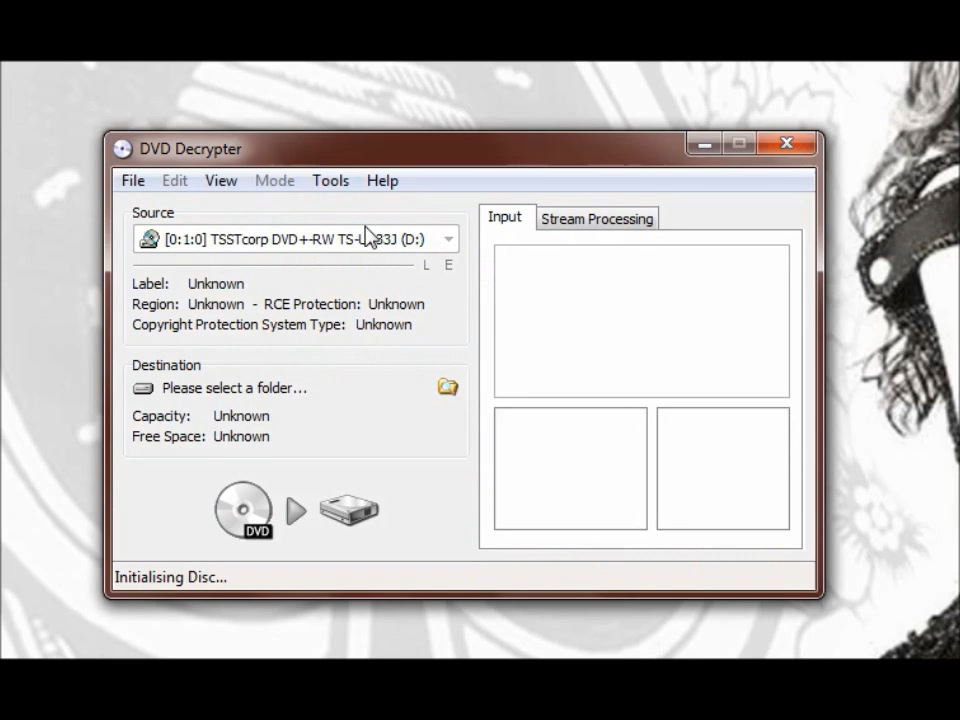 DVD Decrypter
File Edit View Mode Tools Help
Source
[0:1:0] TSSTcorp DVD+-RW (D:)
L E
Label: Unknown
Region: Unknown - RCE Protection: Unknown
Copyright Protection System Type: Unknown
Destination
Please select a folder...
Capacity: Unknown
Free Space: Unknown
DVD
Input Stream Processing
Initialising Disc...